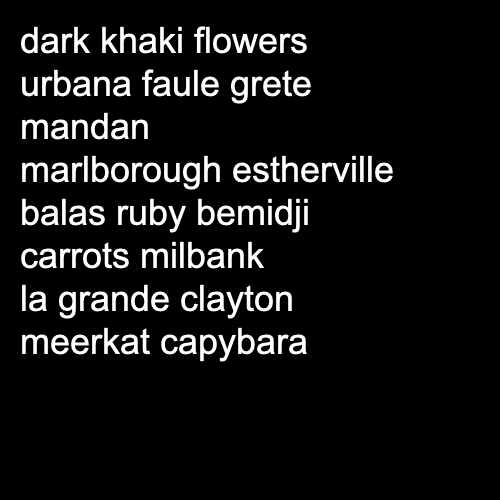 dark khaki flowers
urbana faule grete
mandan
marlborough estherville
balas ruby bemidji
carrots milbank
la grande clayton
meerkat capybara